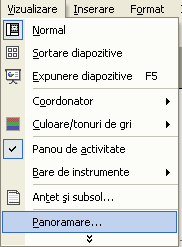 Vizualizare Inserare Format
Normal
Sortare diapozitive
Expunere diapozitive F5
Coordonator
Culoare/tonuri de gri
Panou de activitate
Bare de instrumente
Antet şi subsol...
Panoramare...